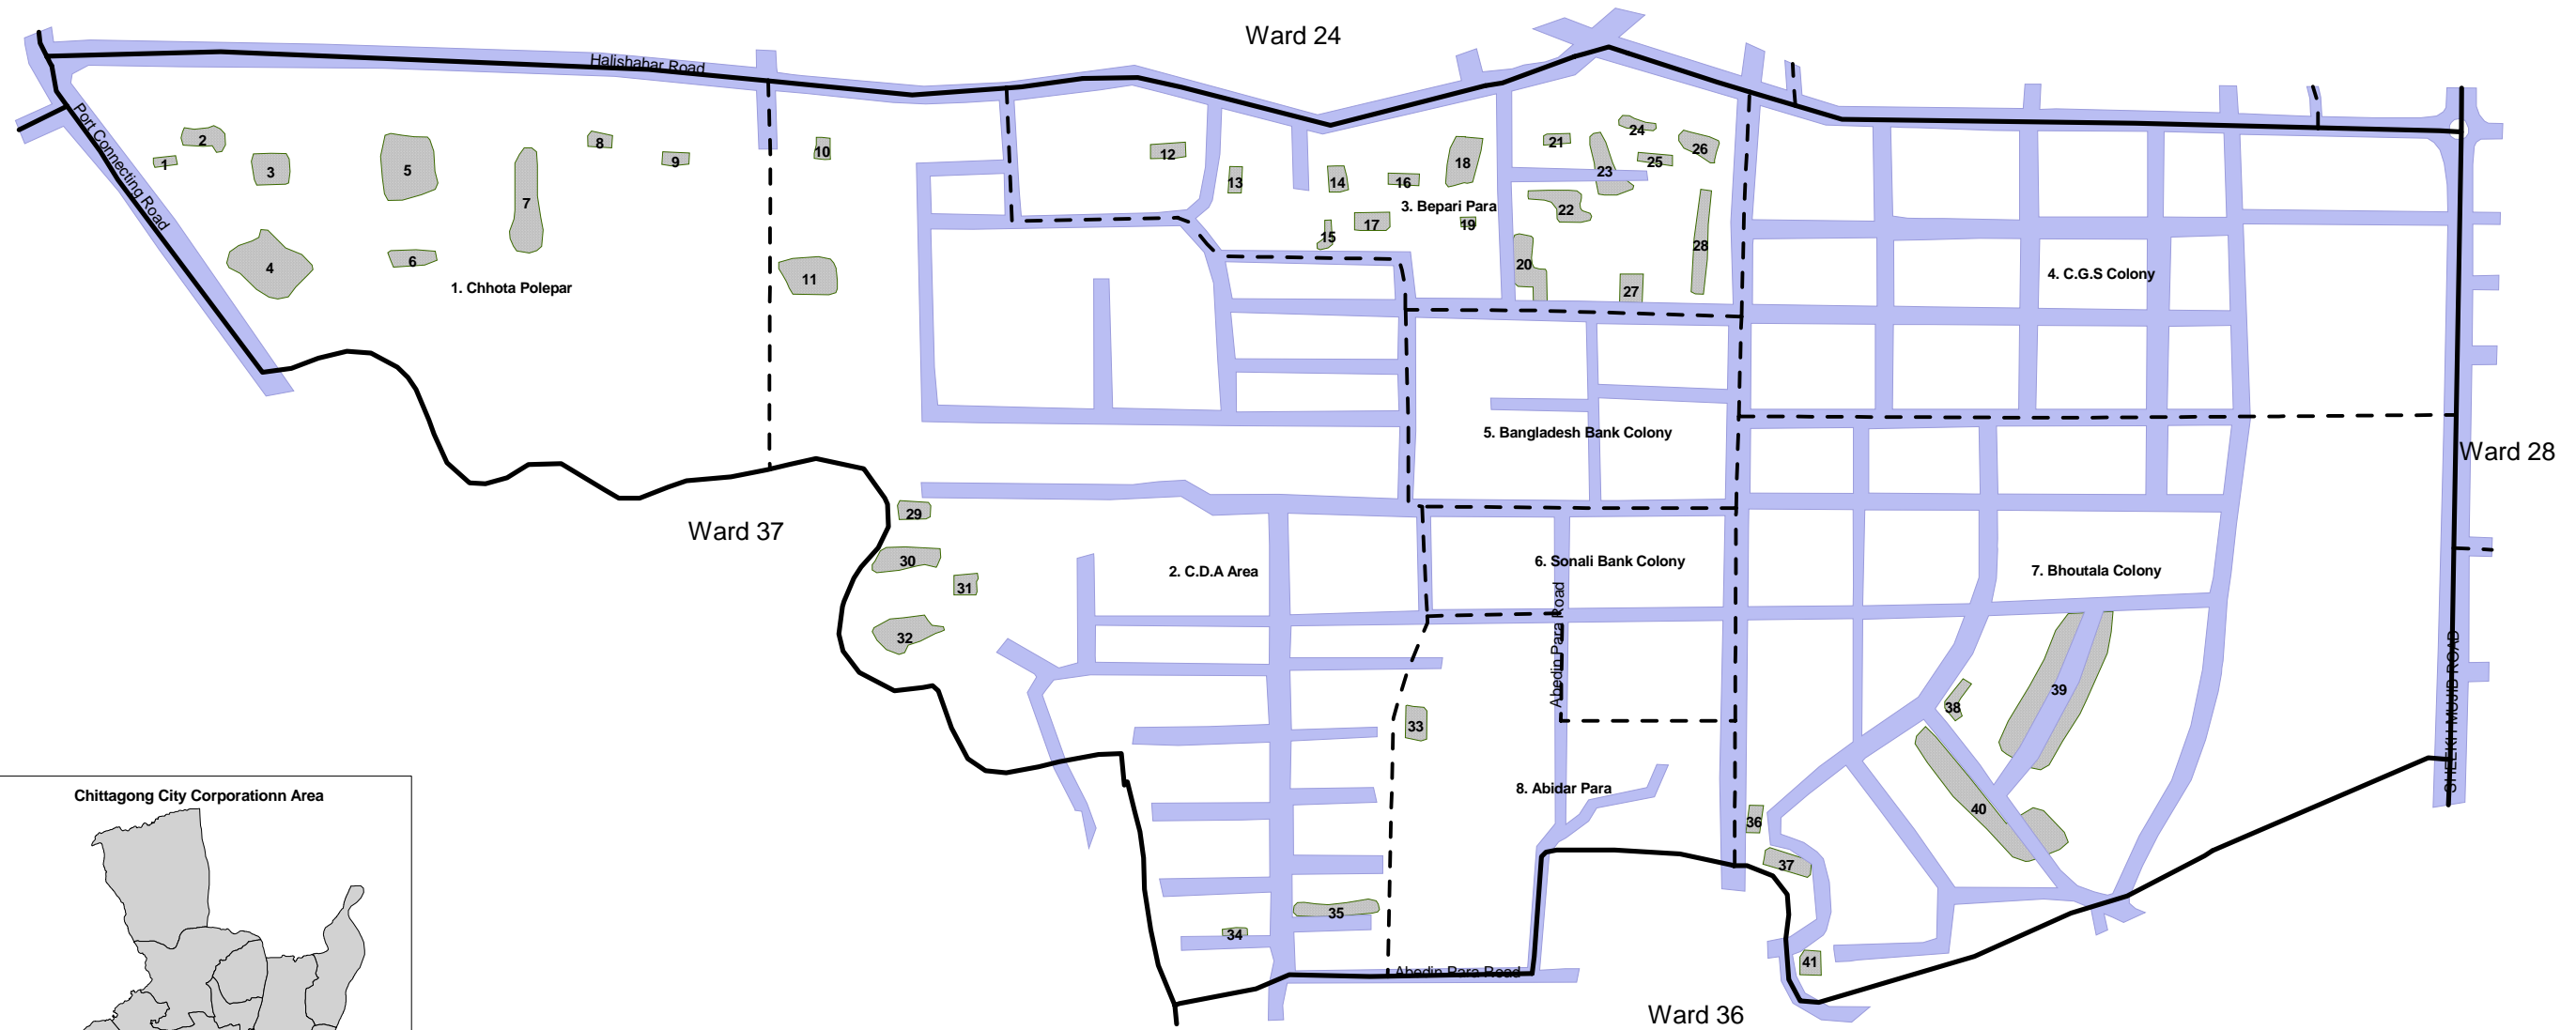 Ward 24
Halishahar Road
Port Connecting Road
1
2
3
4
5
6
7
8
9
10
11
12
13
14
15
16
17
18
19
20
21
22
23
24
25
26
27
28
1. Chhota Polepar
3. Bepari Para
4. C.G.S Colony
5. Bangladesh Bank Colony
Ward 28
Ward 37
29
30
31
32
2. C.D.A Area
6. Sonali Bank Colony
7. Bhoutala Colony
Abedin Para Road
SHEEKH MUJIB ROAD
33
34
35
36
37
38
39
40
41
8. Abidar Para
Abedin Para Road
Ward 36
Chittagong City Corporationn Area